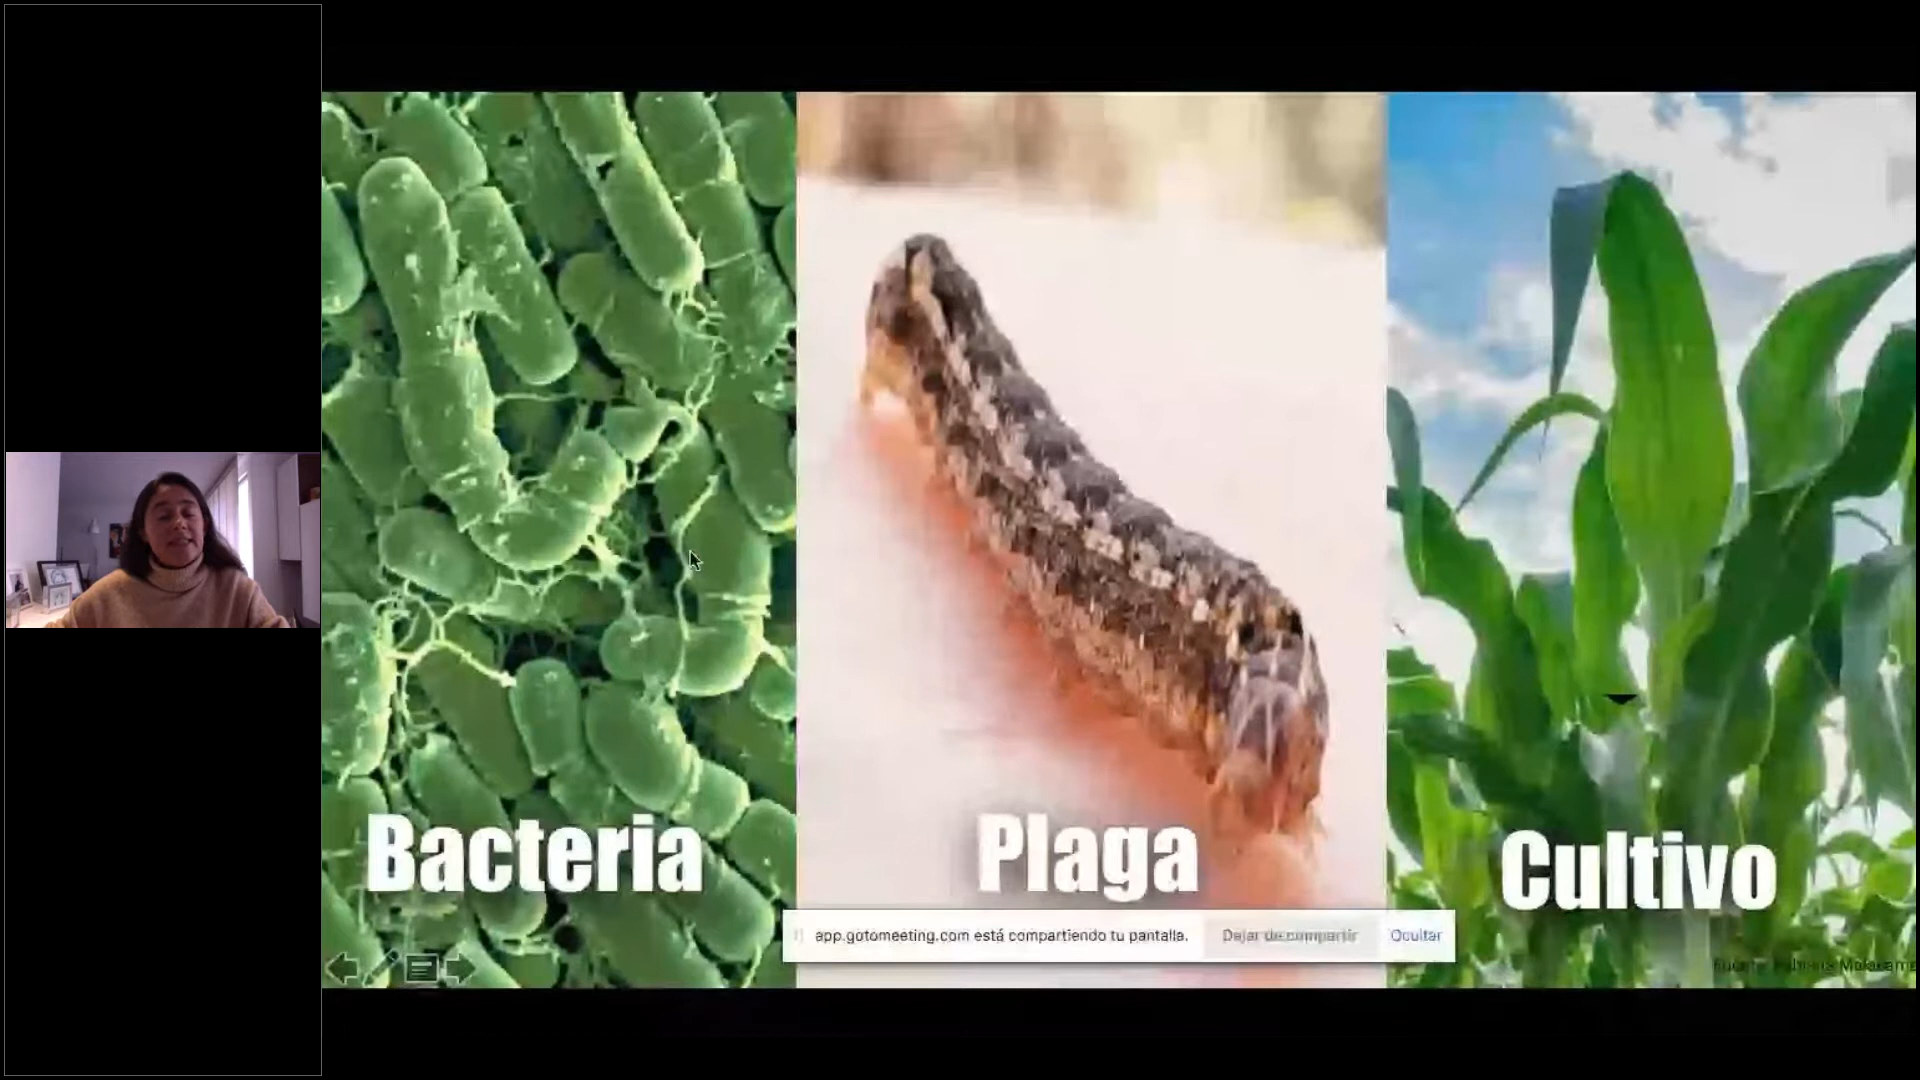 Bacteria
Plaga
Cultivo
app.gotomeeting.com está compartiendo tu pantalla.
Dejar de compartir
Ocultar